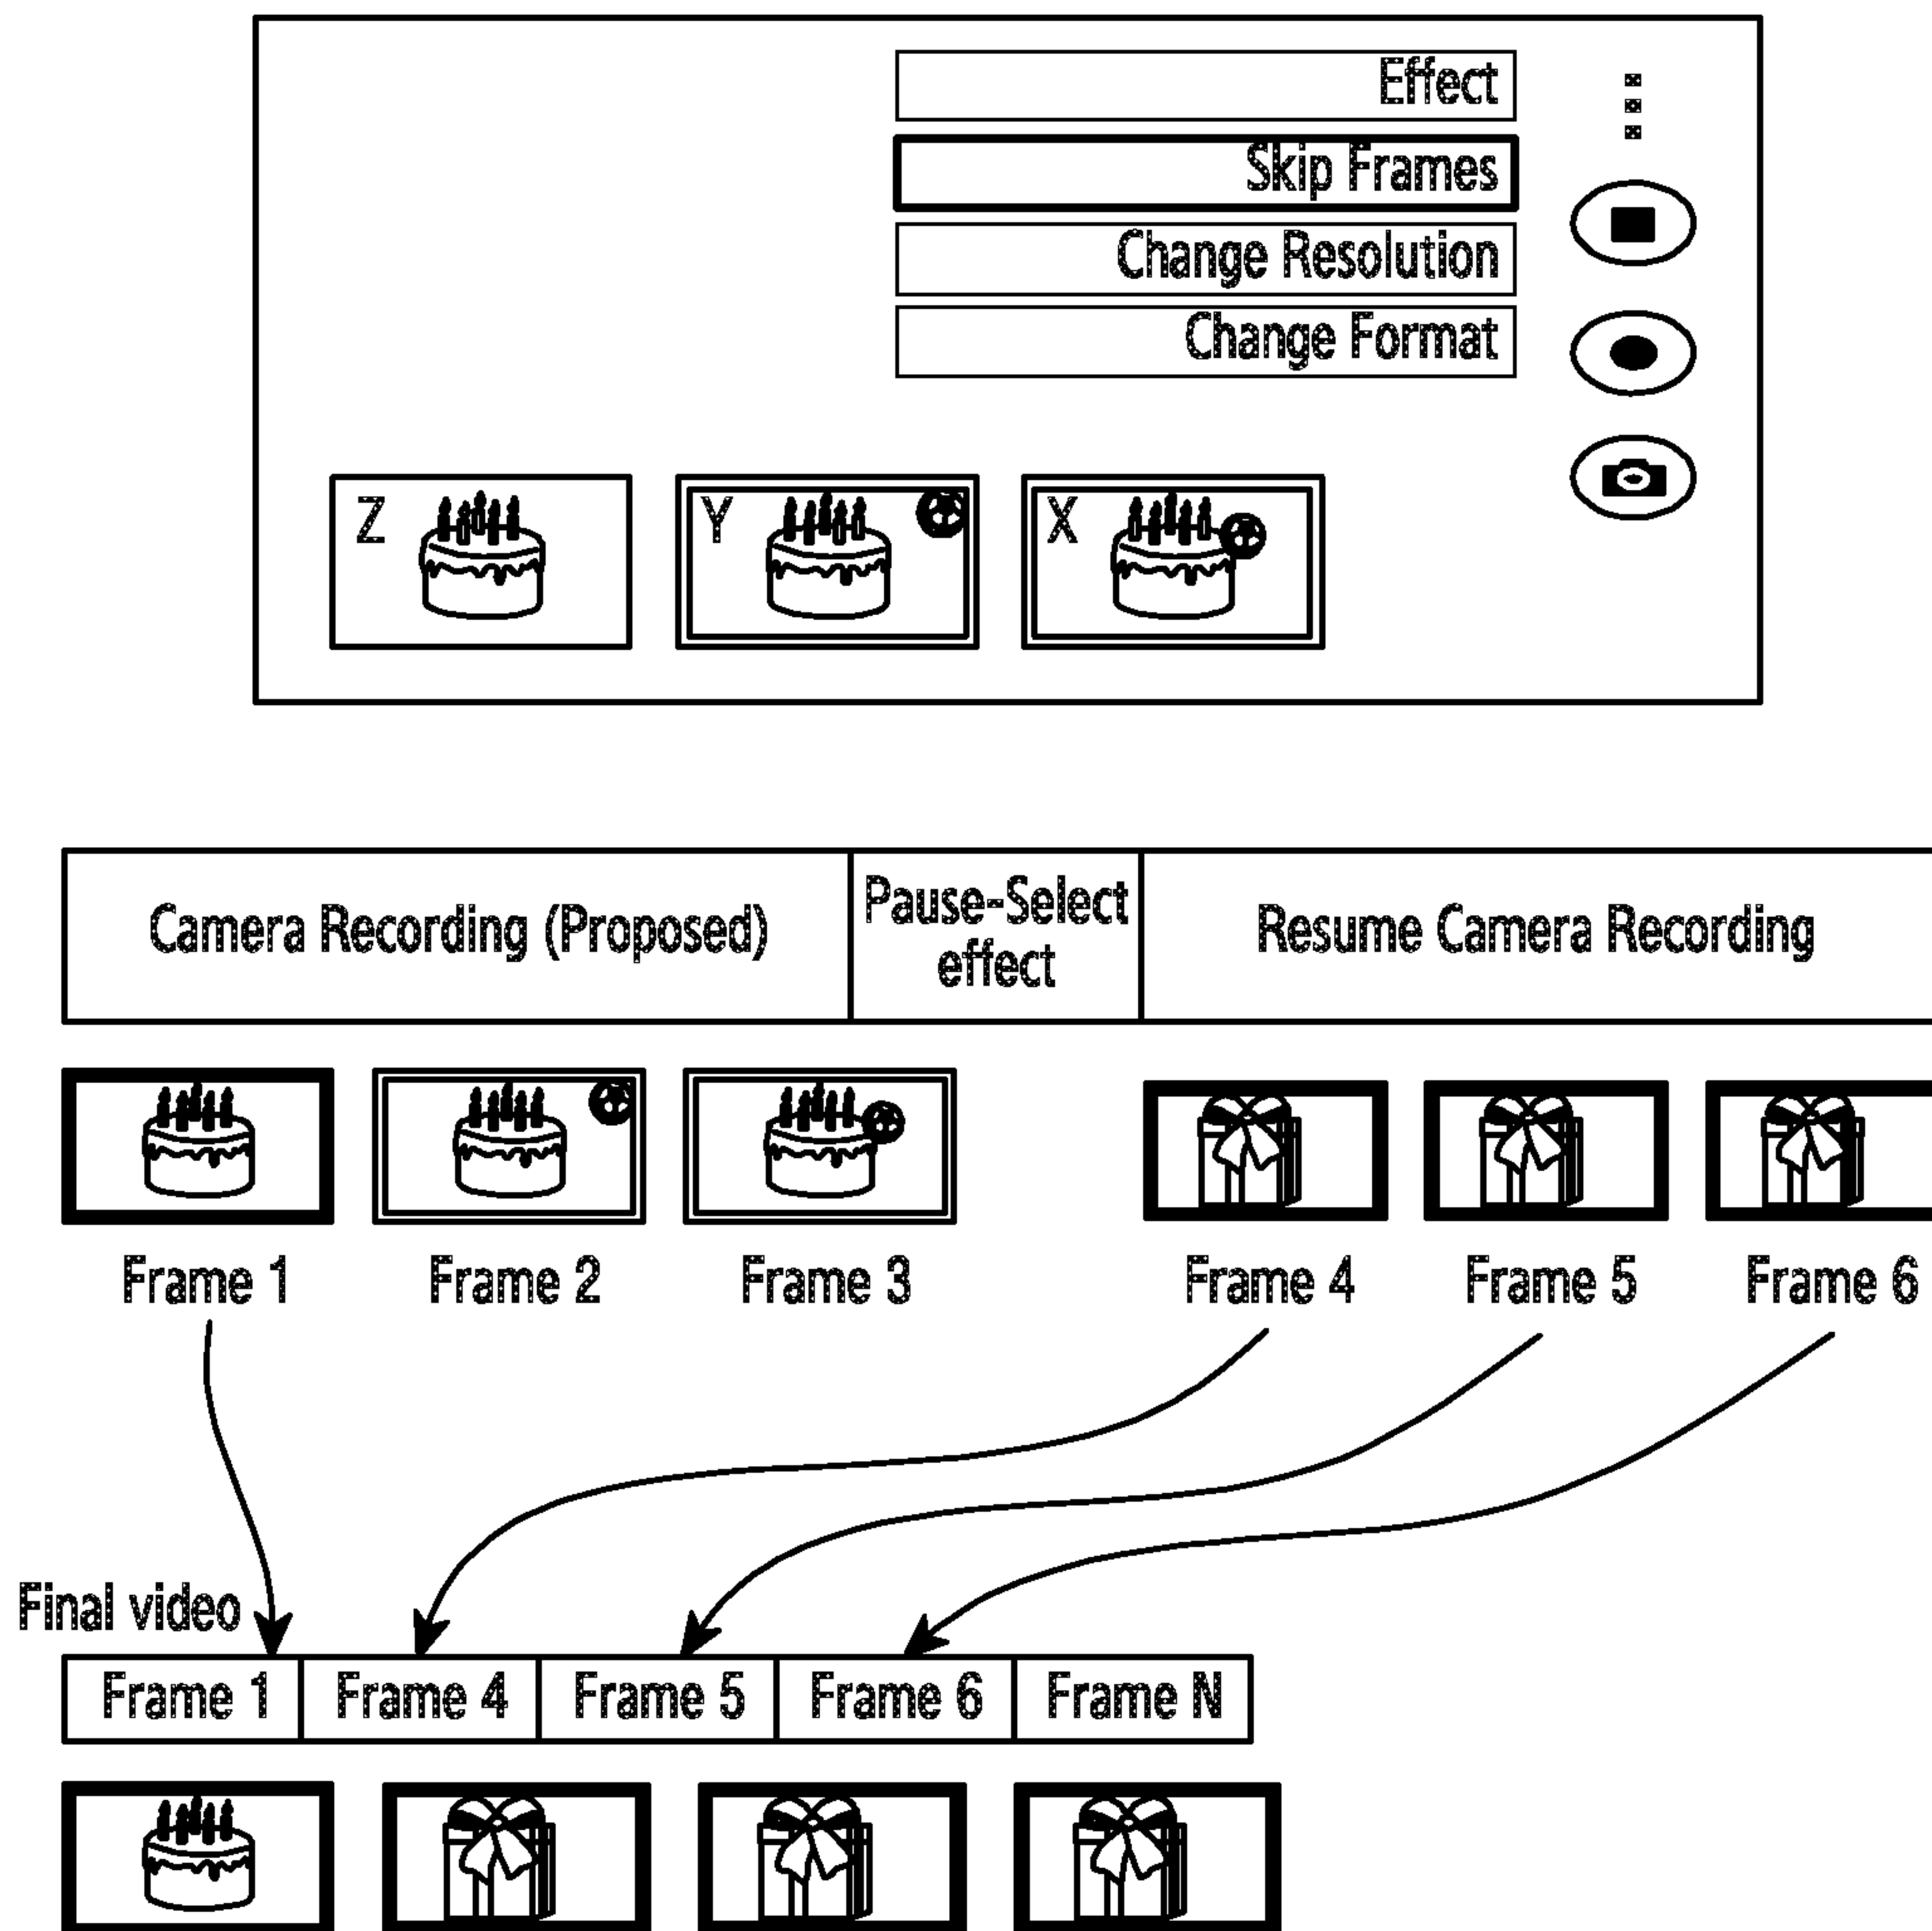 Effect
Skip Frames
Change Resolution
Change Format
Z
Y
X
Camera Recording (Proposed)
Pause-Select
effect
Resume Camera Recording
Frame 1
Frame 2
Frame 3
Frame 4
Frame 5
Frame 6
Final video
Frame 1
Frame 4
Frame 5
Frame 6
Frame N